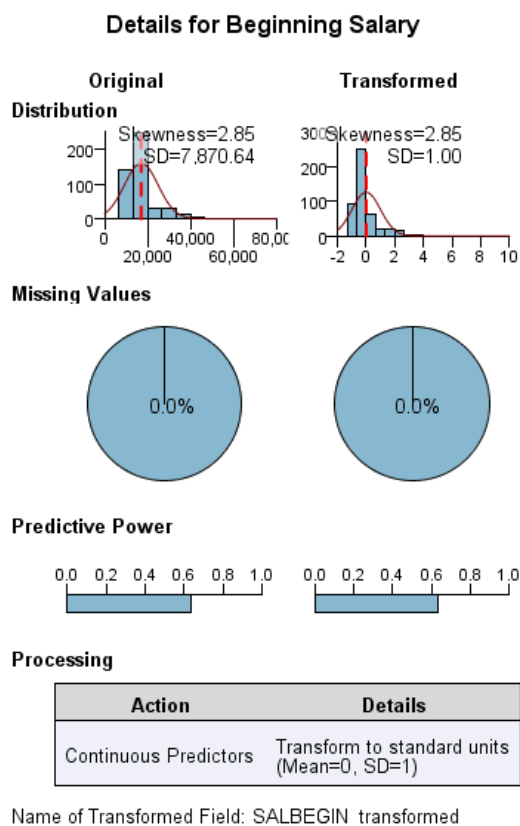 Details for Beginning Salary
Original Transformed
Distribution
Skewness=2.85
SD=7,870.64
200
100
0
0 40,000 80,0
20,000 60,000
300
Skewness=2.85
SD=1.00
200
100
0
-2 0 2 4 6 8 10
Missing Values
0.0% 0.0%
Predictive Power
0.0 0.2 0.4 0.6 0.8 1.0 0.0 0.2 0.4 0.6 0.8 1.0
Processing
Action Details
Continuous Predictors Transform to standard units
(Mean=0, SD=1)
Name of Transformed Field: SALBEGIN_transformed